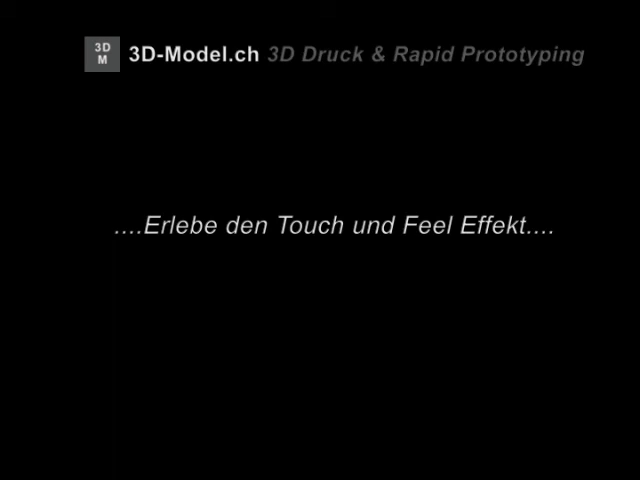 3D
M
3D-Model.ch 3D Druck & Rapid Prototyping
....Erlebe den Touch und Feel Effekt....